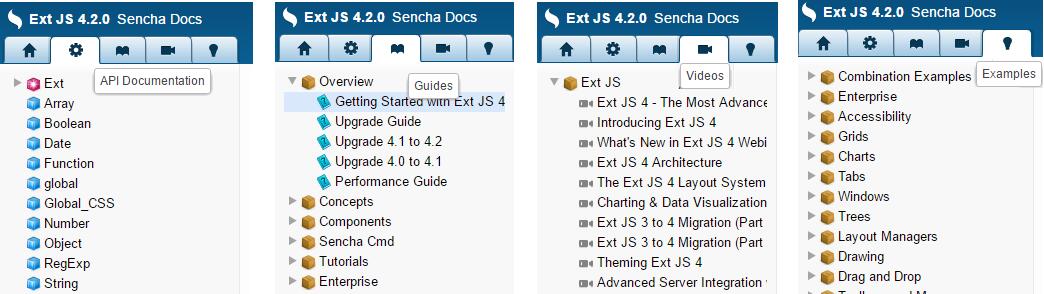 Ext JS 4.2.0 Sencha Docs
API Documentation
Ext
Array
Boolean
Date
Function
global
Global_CSS
Number
Object
RegExp
String
Ext JS 4.2.0 Sencha Docs
Guides
Overview
Getting Started with Ext JS 4
Upgrade Guide
Upgrade 4.1 to 4.2
Upgrade 4.0 to 4.1
Performance Guide
Concepts
Components
Sencha Cmd
Tutorials
Enterprise
Ext JS 4.2.0 Sencha Docs
Videos
Ext JS
Ext JS 4 - The Most Advance
Introducing Ext JS 4
What's New in Ext JS 4 Webi
Ext JS 4 Architecture
The Ext JS 4 Layout System
Charting & Data Visualization
Ext JS 3 to 4 Migration (Part
Ext JS 3 to 4 Migration (Part
Theming Ext JS 4
Advanced Server Integration
Ext JS 4.2.0 Sencha Docs
Examples
Combination Examples
Enterprise
Accessibility
Grids
Charts
Tabs
Windows
Trees
Layout Managers
Drawing
Drag and Drop